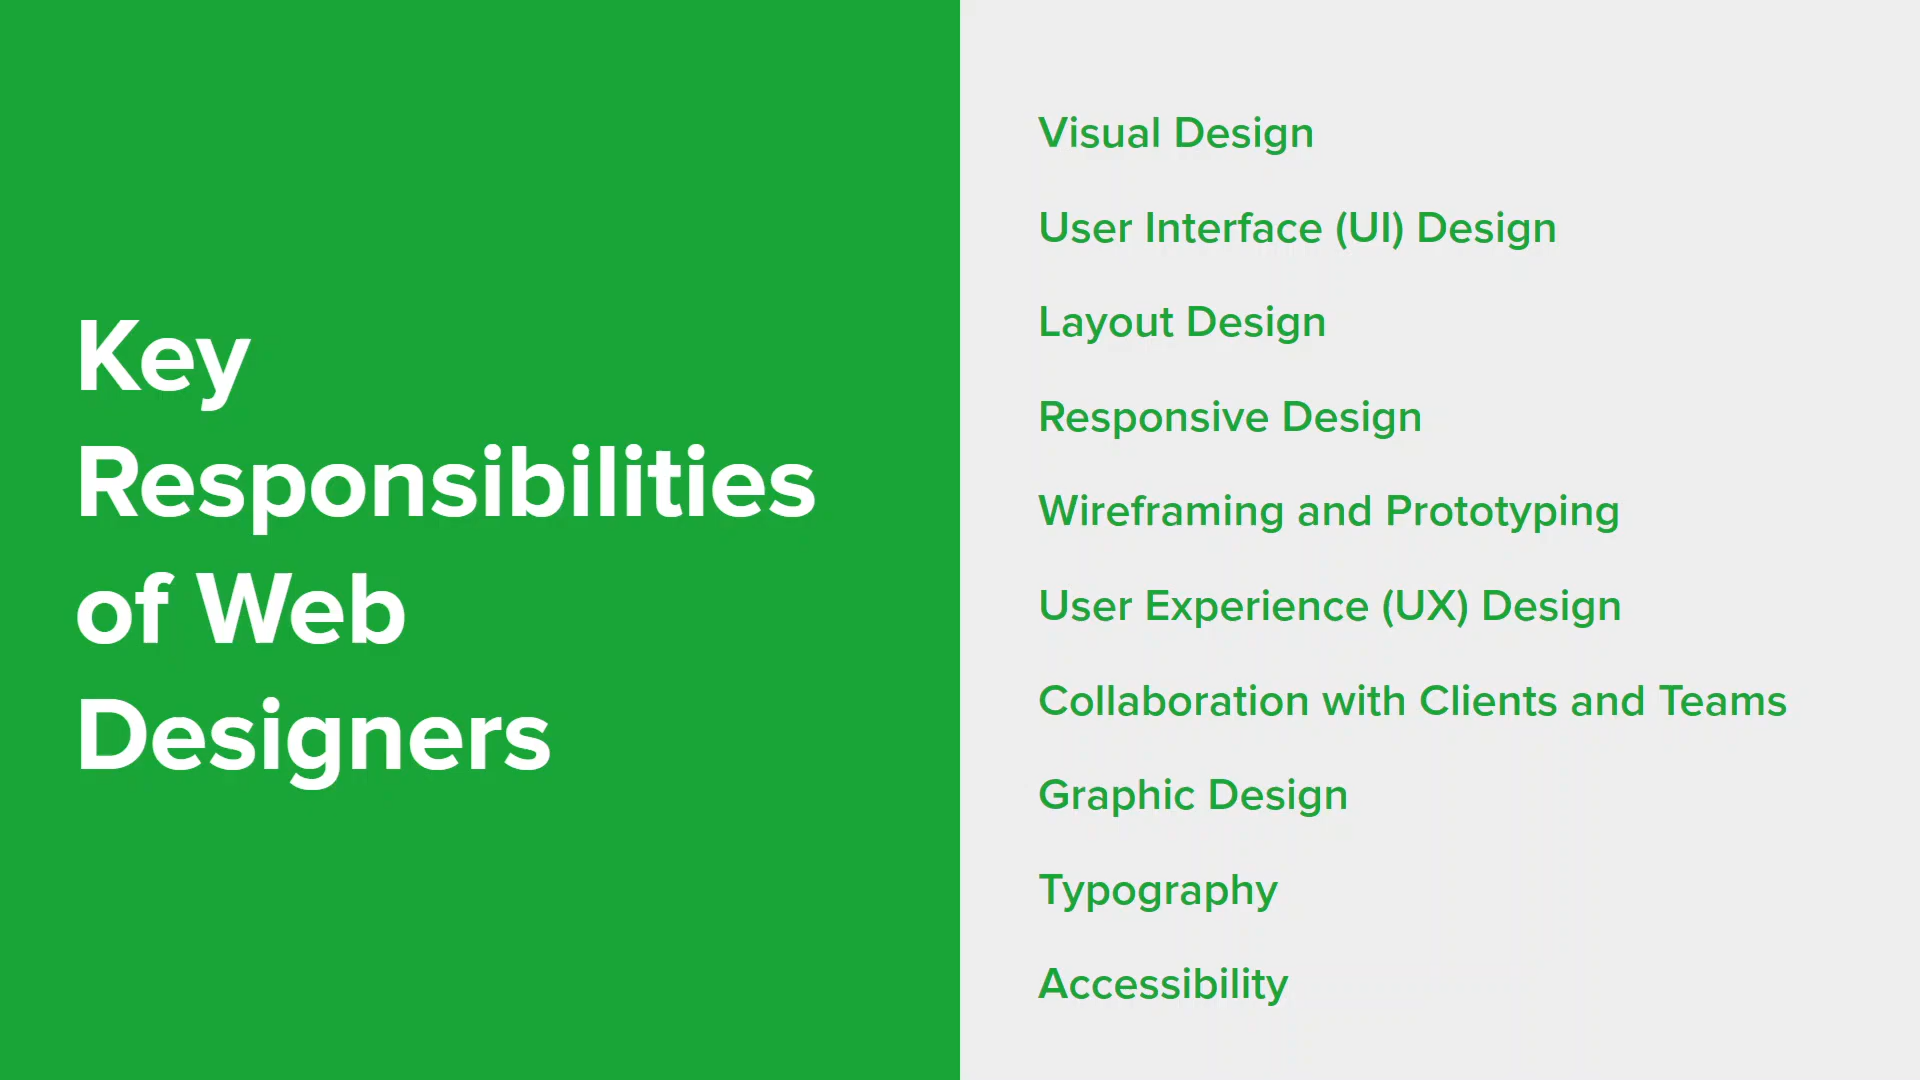 Key
Responsibilities
of Web
Designers
Visual Design
User Interface (UI) Design
Layout Design
Responsive Design
Wireframing and Prototyping
User Experience (UX) Design
Collaboration with Clients and Teams
Graphic Design
Typography
Accessibility